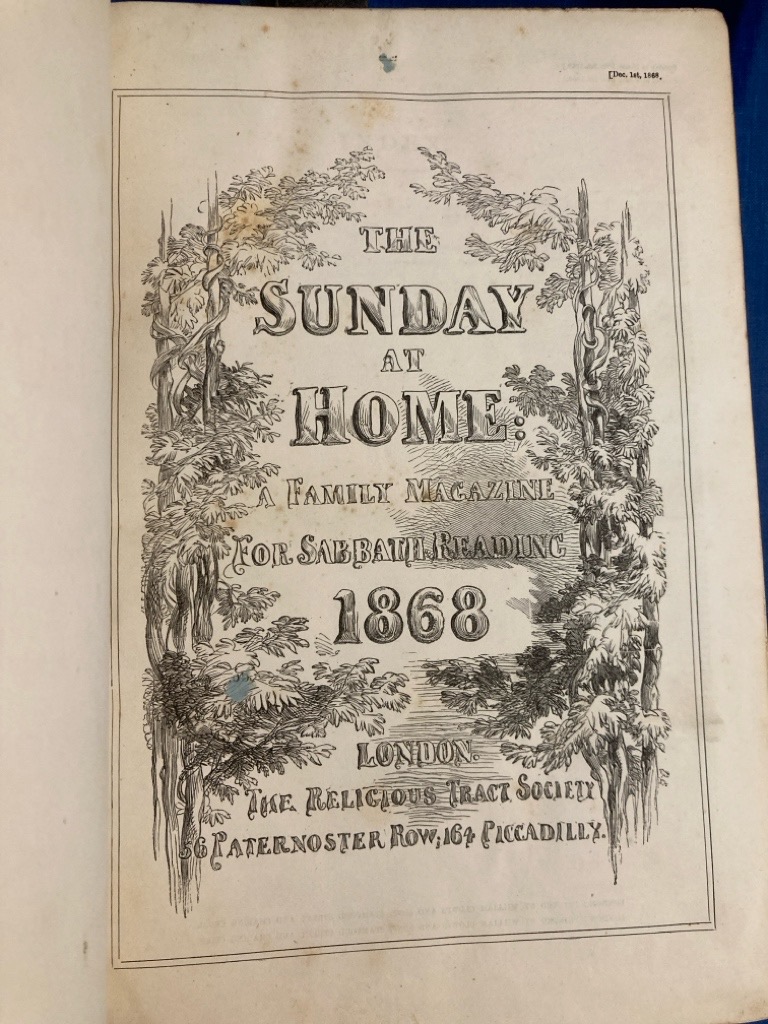 [Dec. 1st, 1868.
THE
SUNDAY
AT
HOME:
A FAMILY MAGAZINE
FOR SABBATH READING
1868
LONDON.
THE RELIGIOUS TRACT SOCIETY
56 PATERNOSTER ROW; 164 PICCADILLY.